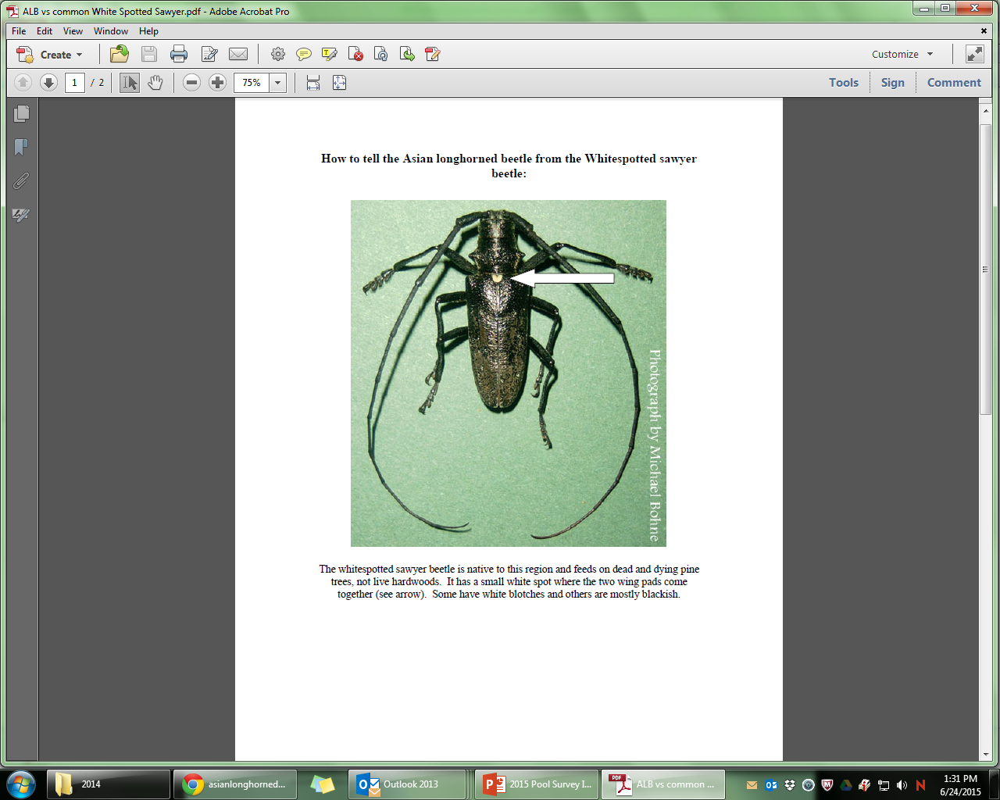 ALB vs common White Spotted Sawyer.pdf - Adobe Acrobat Pro
File Edit View Window Help
Create Customize
1 / 2 75% Tools Sign Comment
How to tell the Asian longhorned beetle from the Whitespotted sawyer
beetle:
Photograph by Michael Bohne
The whitespotted sawyer beetle is native to this region and feeds on dead and dying pine
trees, not live hardwoods. It has a small white spot where the two wing pads come
together (see arrow). Some have white blotches and others are mostly blackish.
2014 asianlonghorned... Outlook 2013 2015 Pool Survey I... PDF ALB vs common ... 1:31 PM
6/24/2015